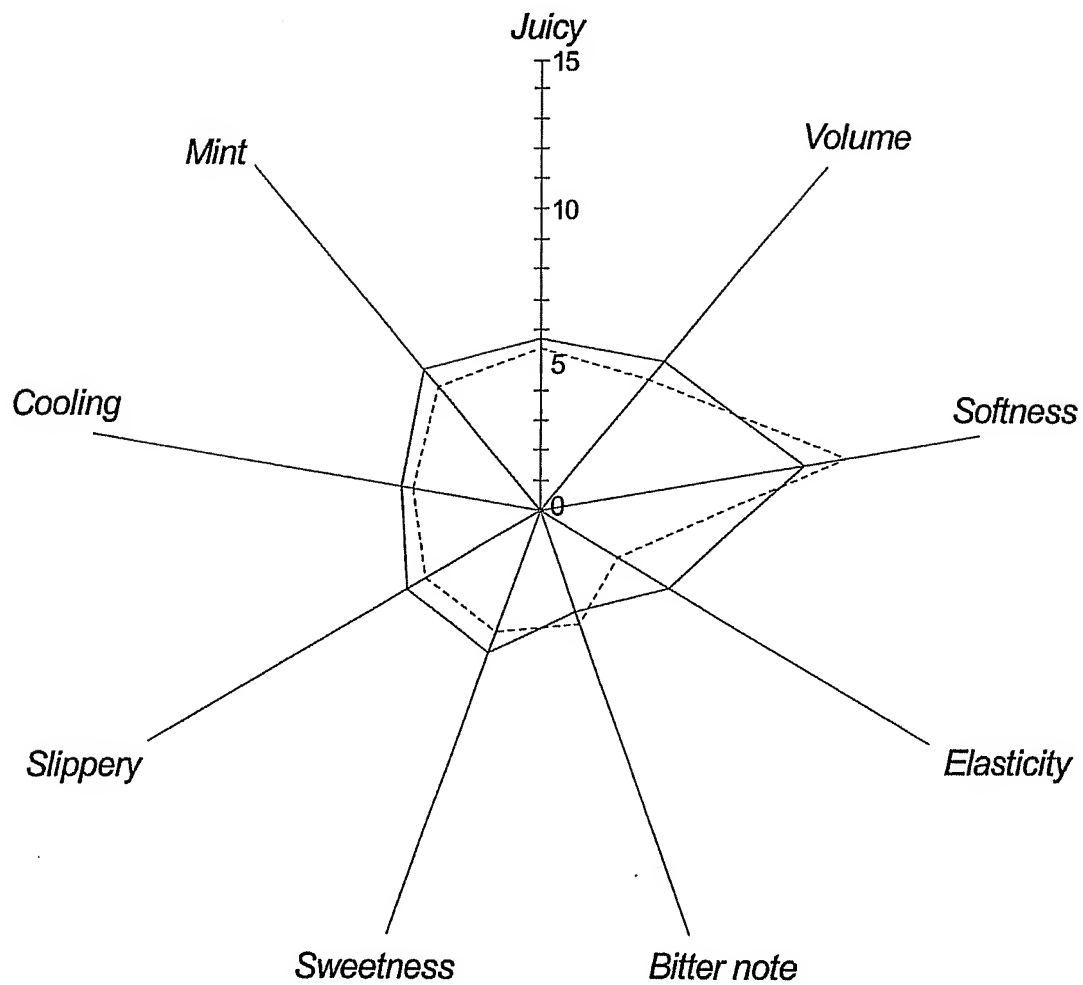 Juicy
15
Volume
Mint
10
5
Cooling
Softness
0
Slippery
Elasticity
Sweetness
Bitter note